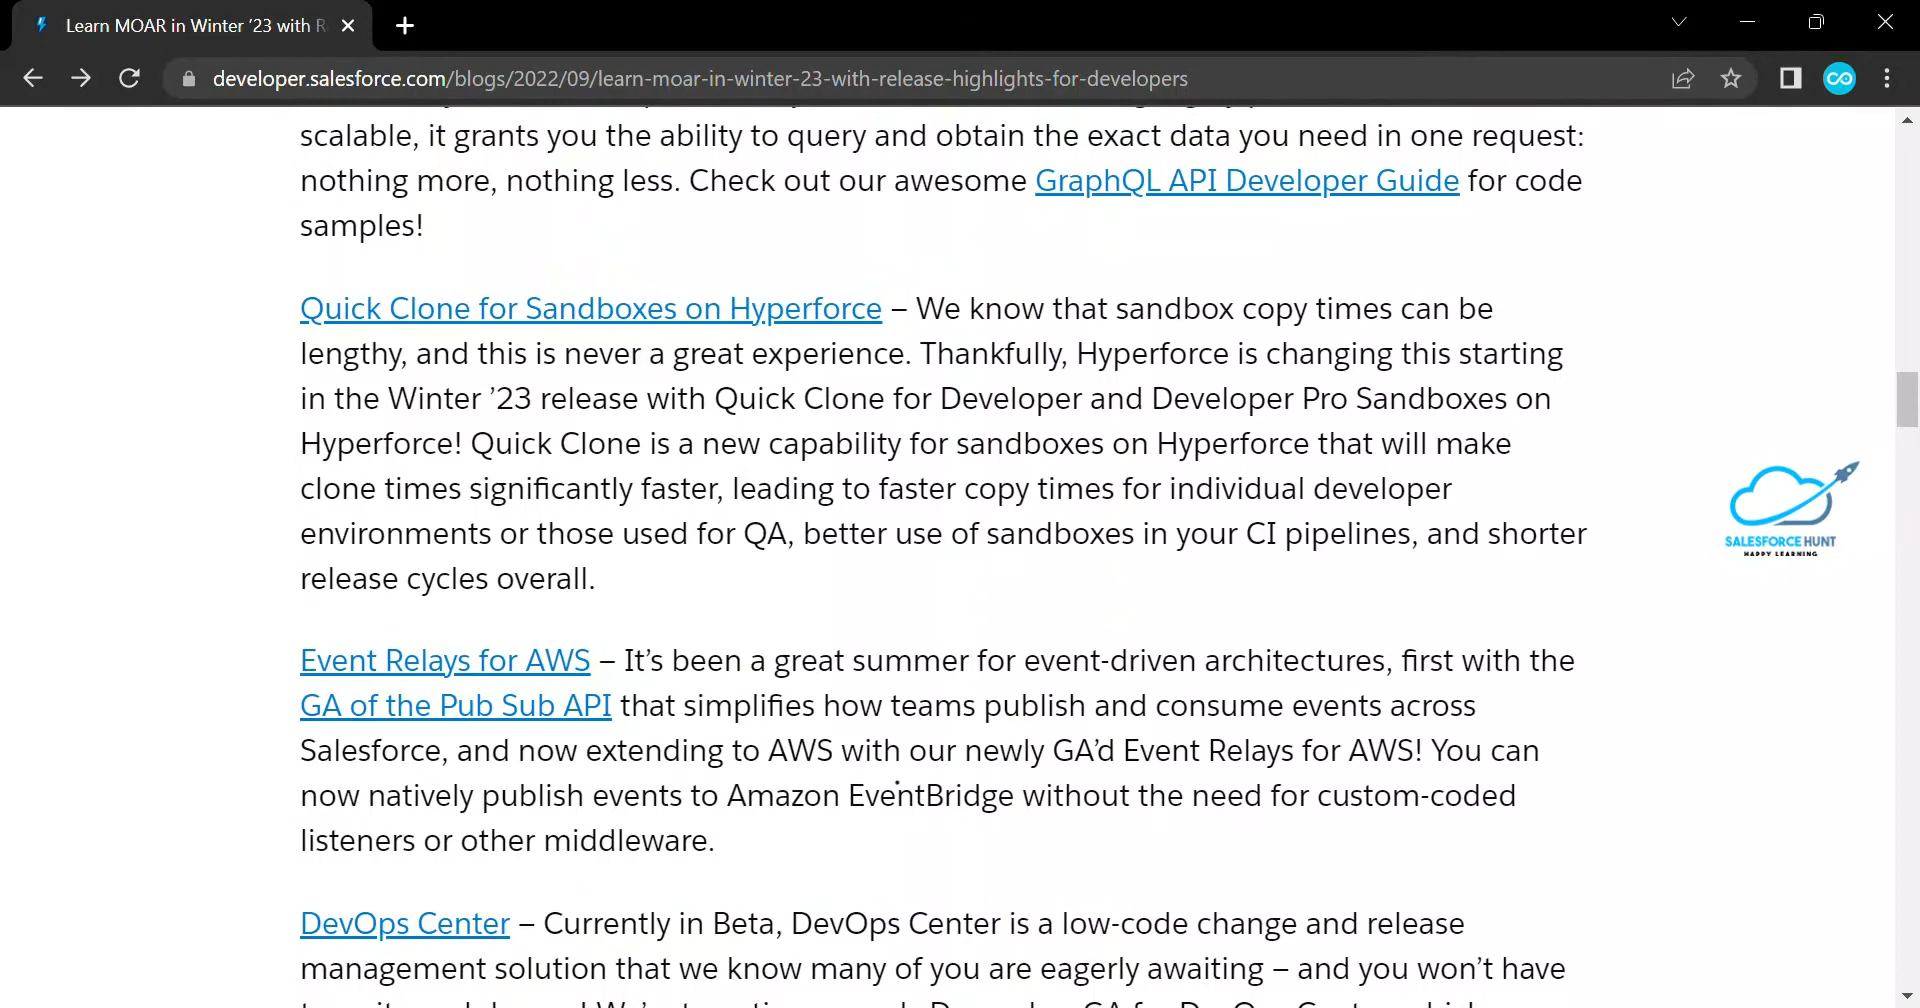 Learn MOAR in Winter ’23 with R
developer.salesforce.com/blogs/2022/09/learn-moar-in-winter-23-with-release-highlights-for-developers
scalable, it grants you the ability to query and obtain the exact data you need in one request:
nothing more, nothing less. Check out our awesome GraphQL API Developer Guide for code
samples!
Quick Clone for Sandboxes on Hyperforce – We know that sandbox copy times can be
lengthy, and this is never a great experience. Thankfully, Hyperforce is changing this starting
in the Winter ’23 release with Quick Clone for Developer and Developer Pro Sandboxes on
Hyperforce! Quick Clone is a new capability for sandboxes on Hyperforce that will make
clone times significantly faster, leading to faster copy times for individual developer
environments or those used for QA, better use of sandboxes in your CI pipelines, and shorter
release cycles overall.
SALESFORCE HUNT
HAPPY LEARNING
Event Relays for AWS – It’s been a great summer for event-driven architectures, first with the
GA of the Pub Sub API that simplifies how teams publish and consume events across
Salesforce, and now extending to AWS with our newly GA’d Event Relays for AWS! You can
now natively publish events to Amazon EventBridge without the need for custom-coded
listeners or other middleware.
DevOps Center – Currently in Beta, DevOps Center is a low-code change and release
management solution that we know many of you are eagerly awaiting – and you won’t have